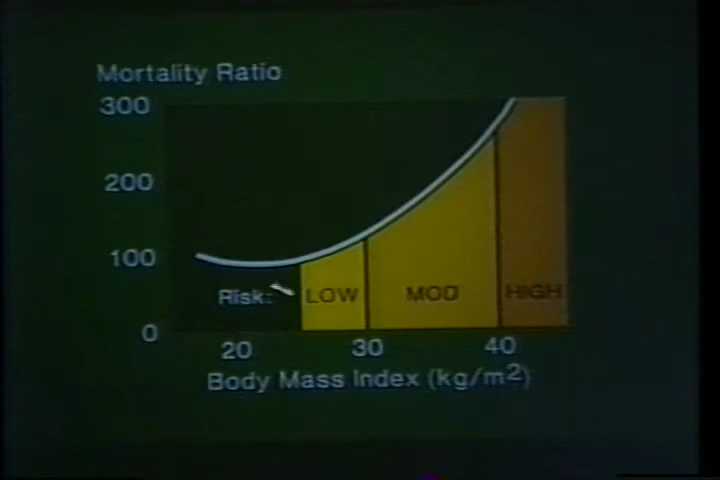 Mortality Ratio
300
200
100
0
Risk: LOW MOD HIGH
20 30 40
Body Mass Index (kg/m2)